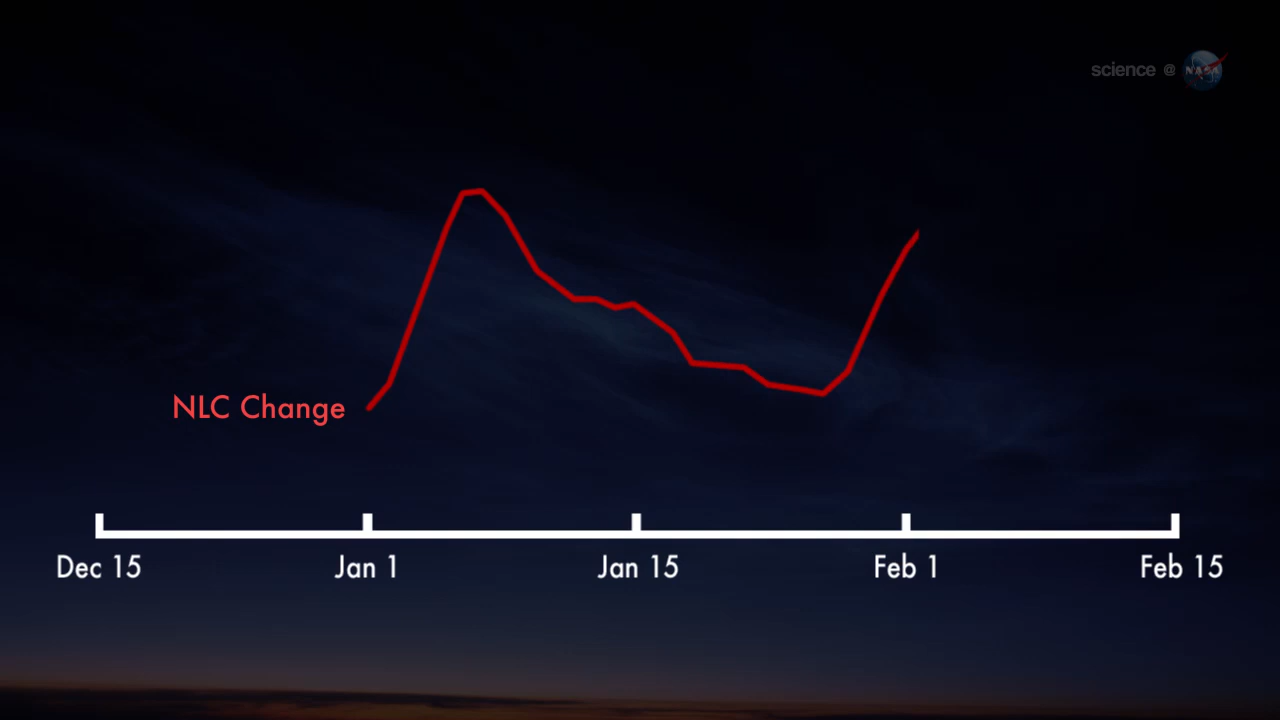 science @ NASA
NLC Change
Dec 15
Jan 1
Jan 15
Feb 1
Feb 15